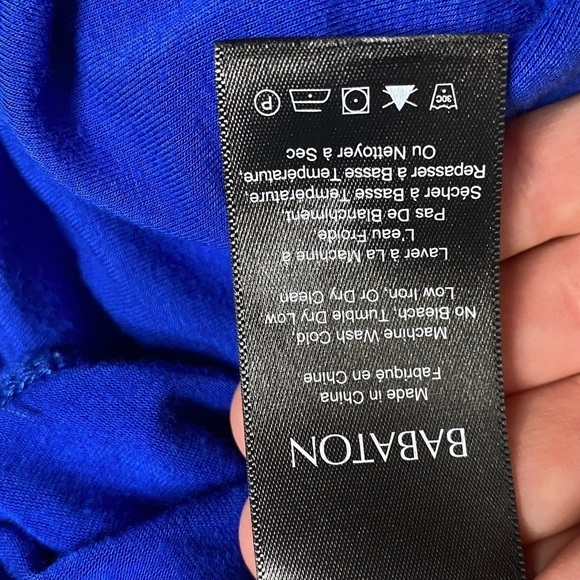 BABATON
Made in China
Fabriqué en Chine
Machine Wash Cold,
No Bleach, Tumble Dry Low
Low Iron, Or Dry Clean
Laver à La Machine à
L'eau Froide
Pas De Blanchiment
Sécher à Basse Température,
Repasser à Basse Température,
Ou Nettoyer à Sec
30C P